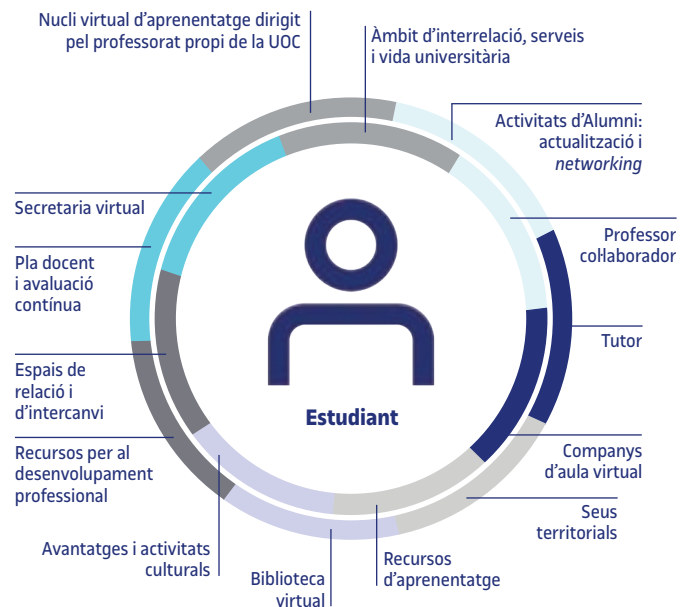 Nucli virtual d'aprenentatge dirigit
pel professorat propi de la UOC
Àmbit d'interrelació, serveis
i vida universitària
Activitats d'Alumni:
actualització i
networking
Secretaria virtual
Professor
col·laborador
Pla docent
i avaluació
contínua
Tutor
Espais de
relació i
d'intercanvi
Estudiant
Recursos per al
desenvolupament
professional
Companys
d'aula virtual
Seus
territorials
Avantatges i activitats
culturals
Recursos
d'aprenentatge
Biblioteca
virtual